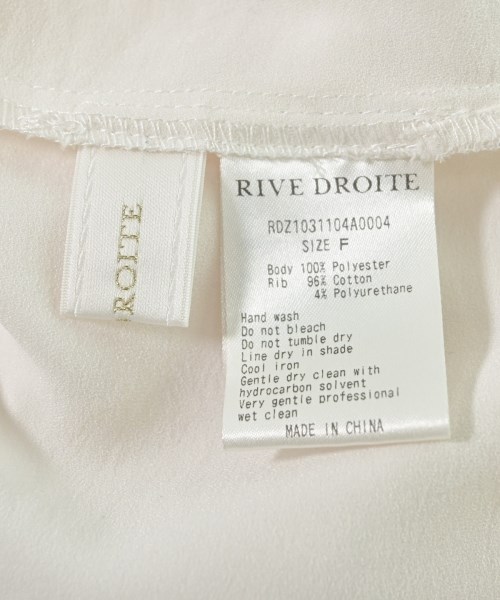 ROITE
RIVE DROITE
RDZ1031104A0004
SIZE F
Body 100% Polyester
Rib 96% Cotton
4% Polyurethane
Hand wash
Do not bleach
Do not tumble dry
Line dry in shade
Cool iron
Gentle dry clean with
hydrocarbon solvent
Very gentle professional
wet clean
MADE IN CHINA